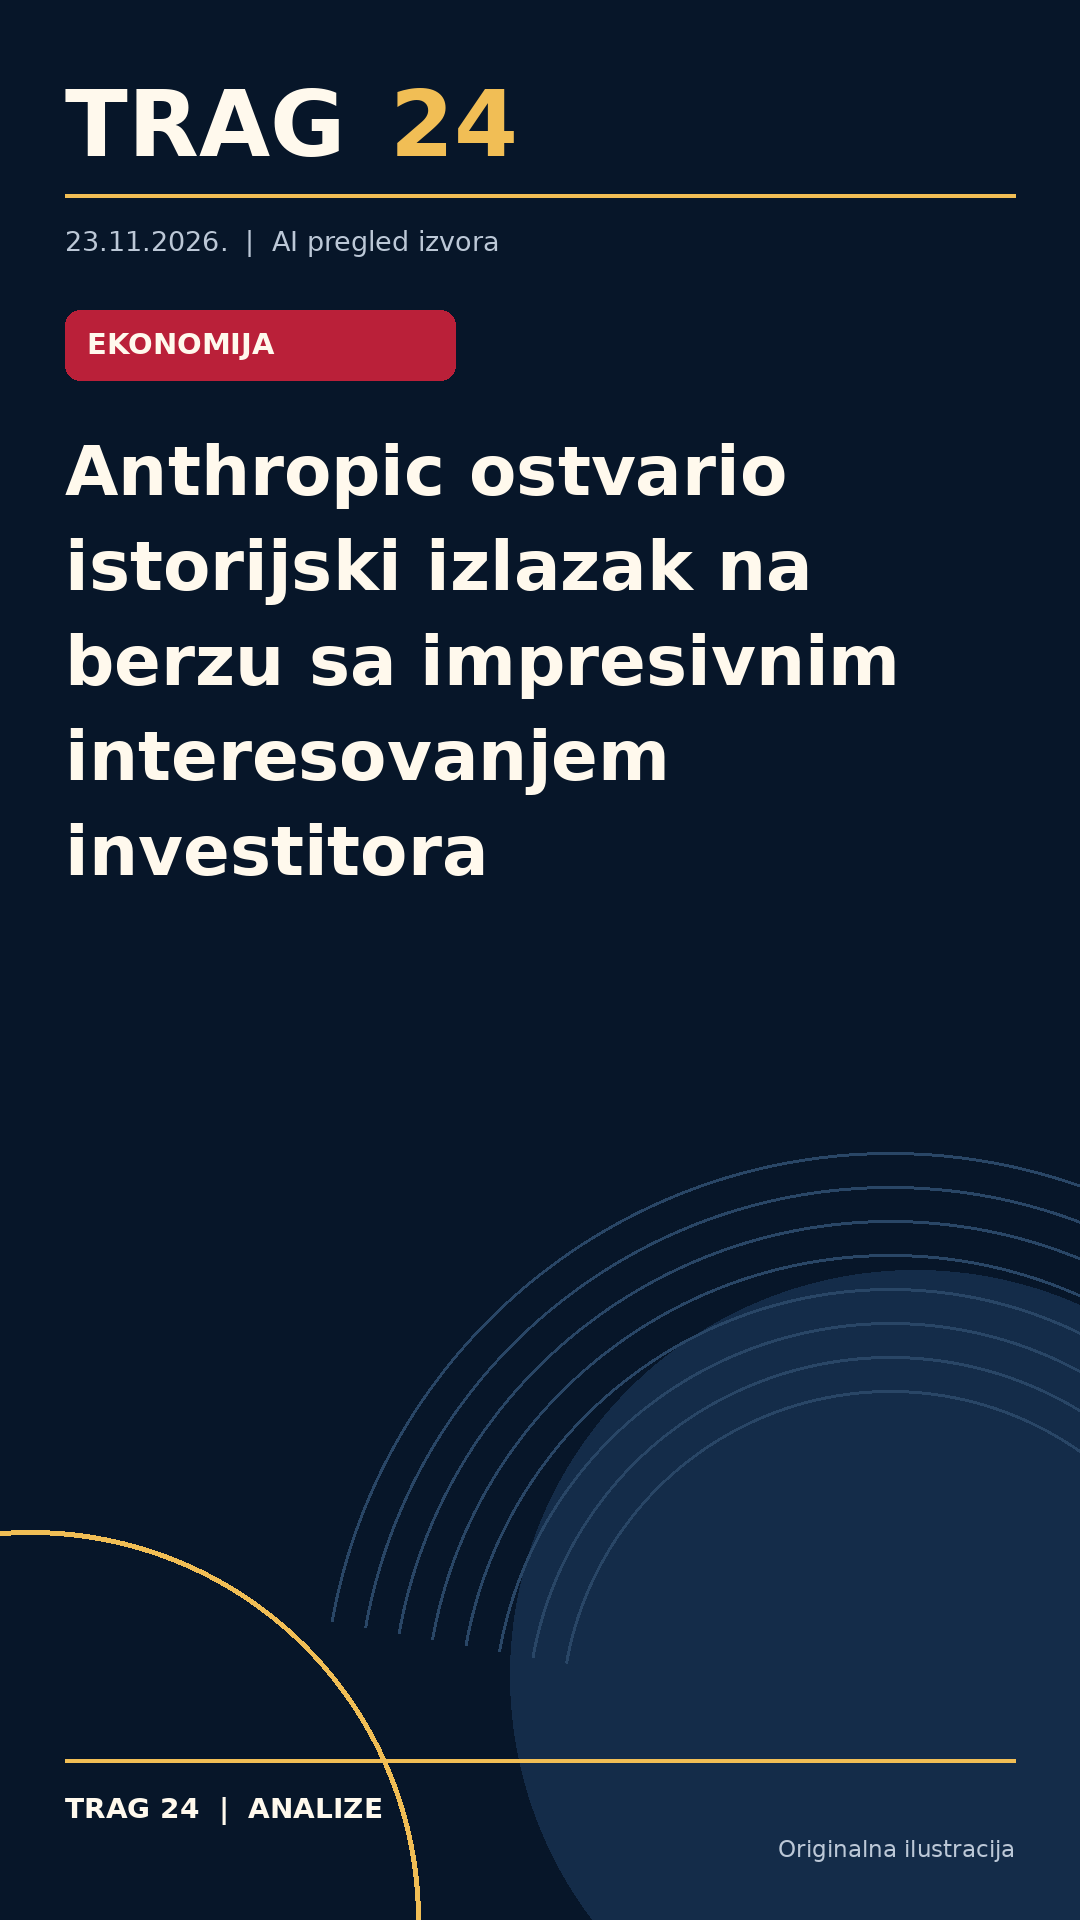 TRAG 24
23.11.2026. | AI pregled izvora
EKONOMIJA
Anthropic ostvario
istorijski izlazak na
berzu sa impresivnim
interesovanjem
investitora
TRAG 24 | ANALIZE
Originalna ilustracija